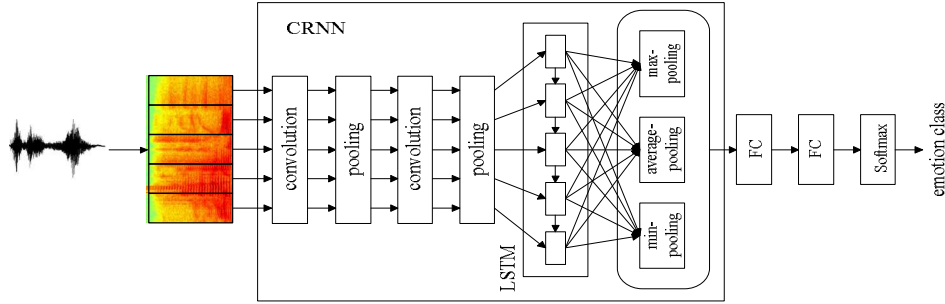 CRNN
convolution
pooling
convolution
pooling
LSTM
max-
pooling
average-
pooling
min-
pooling
FC
FC
Softmax
emotion class